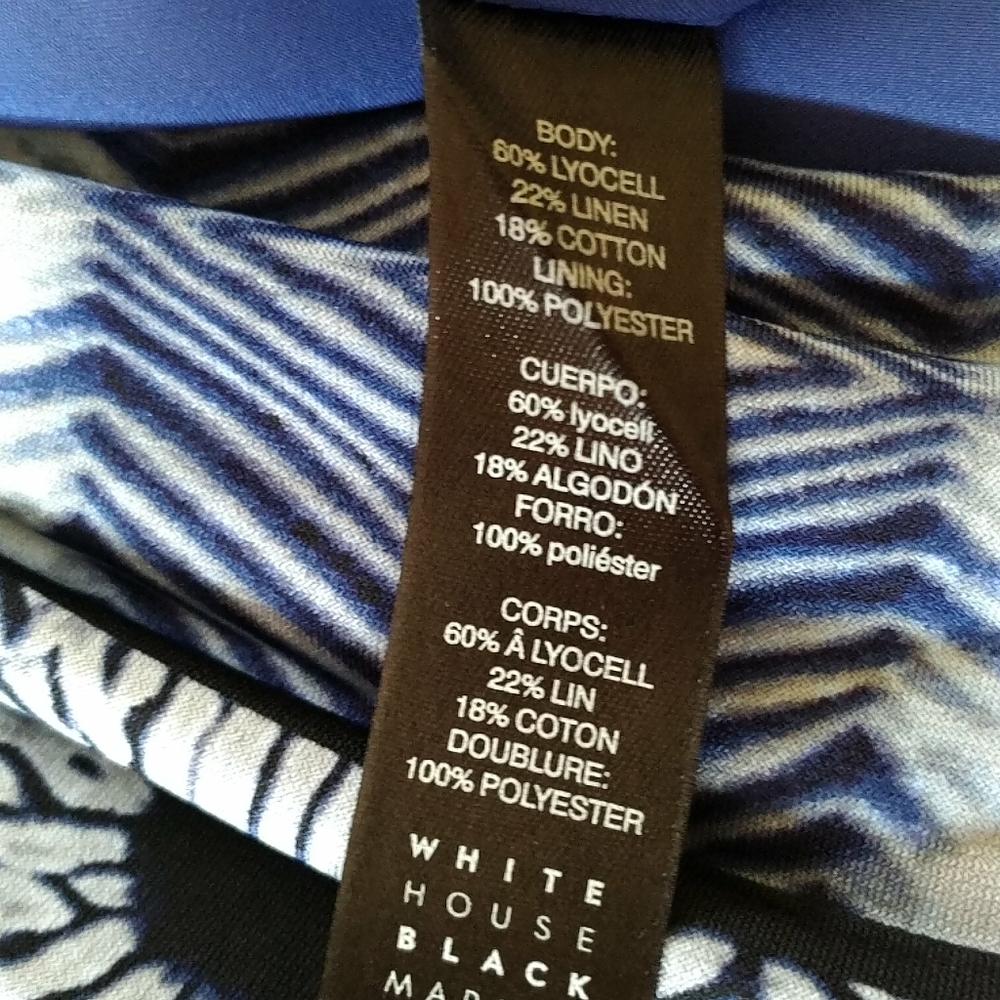 BODY:
60% LYOCELL
22% LINEN
18% COTTON
LINING:
100% POLYESTER
CUERPO:
60% lyocell
22% LINO
18% ALGODÓN
FORRO:
100% poliéster
CORPS:
60% Â LYOCELL
22% LIN
18% COTON
DOUBLURE:
100% POLYESTER
WHITE
HOUSE
BLACK